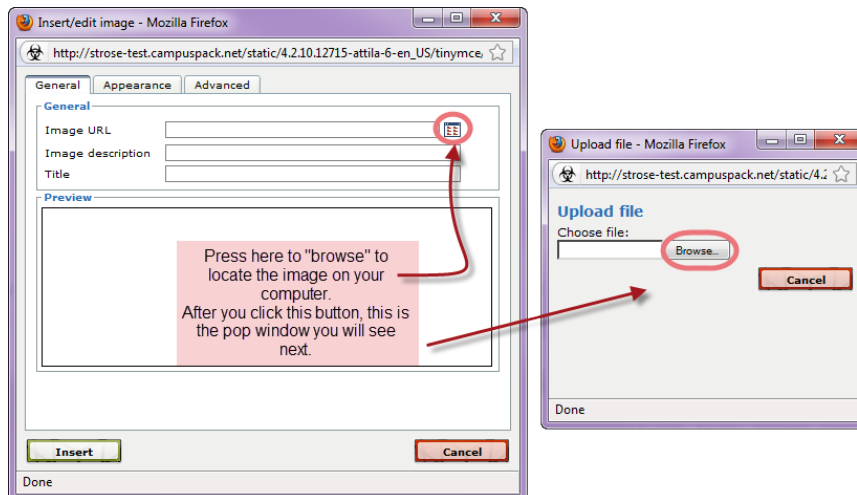 Insert/edit image - Mozilla Firefox
http://strose-test.campuspack.net/static/4.2.10.12715-attila-6-en_US/tinymce/
General Appearance Advanced
General
Image URL
Image description
Title
Preview
Press here to "browse" to
locate the image on your
computer.
After you click this button, this is
the pop window you will see
next.
Insert Cancel
Done
Upload file - Mozilla Firefox
http://strose-test.campuspack.net/static/4.2
Upload file
Choose file:
Browse...
Cancel
Done